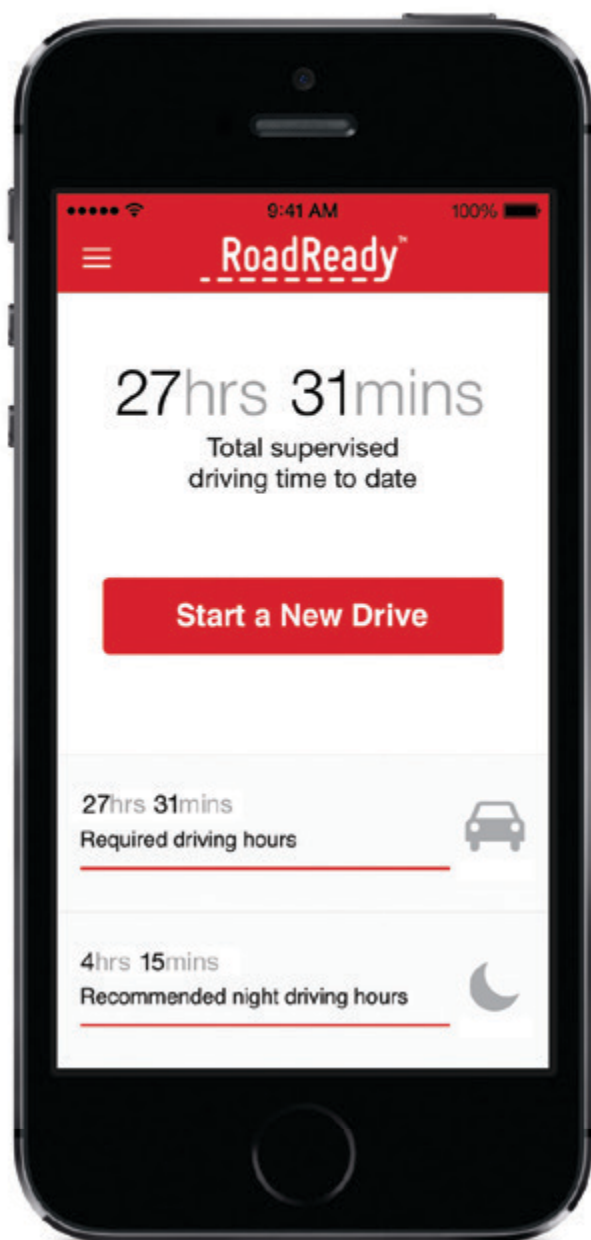 9:41 AM 100%
RoadReady™
27hrs 31mins
Total supervised
driving time to date
Start a New Drive
27hrs 31mins
Required driving hours
4hrs 15mins
Recommended night driving hours